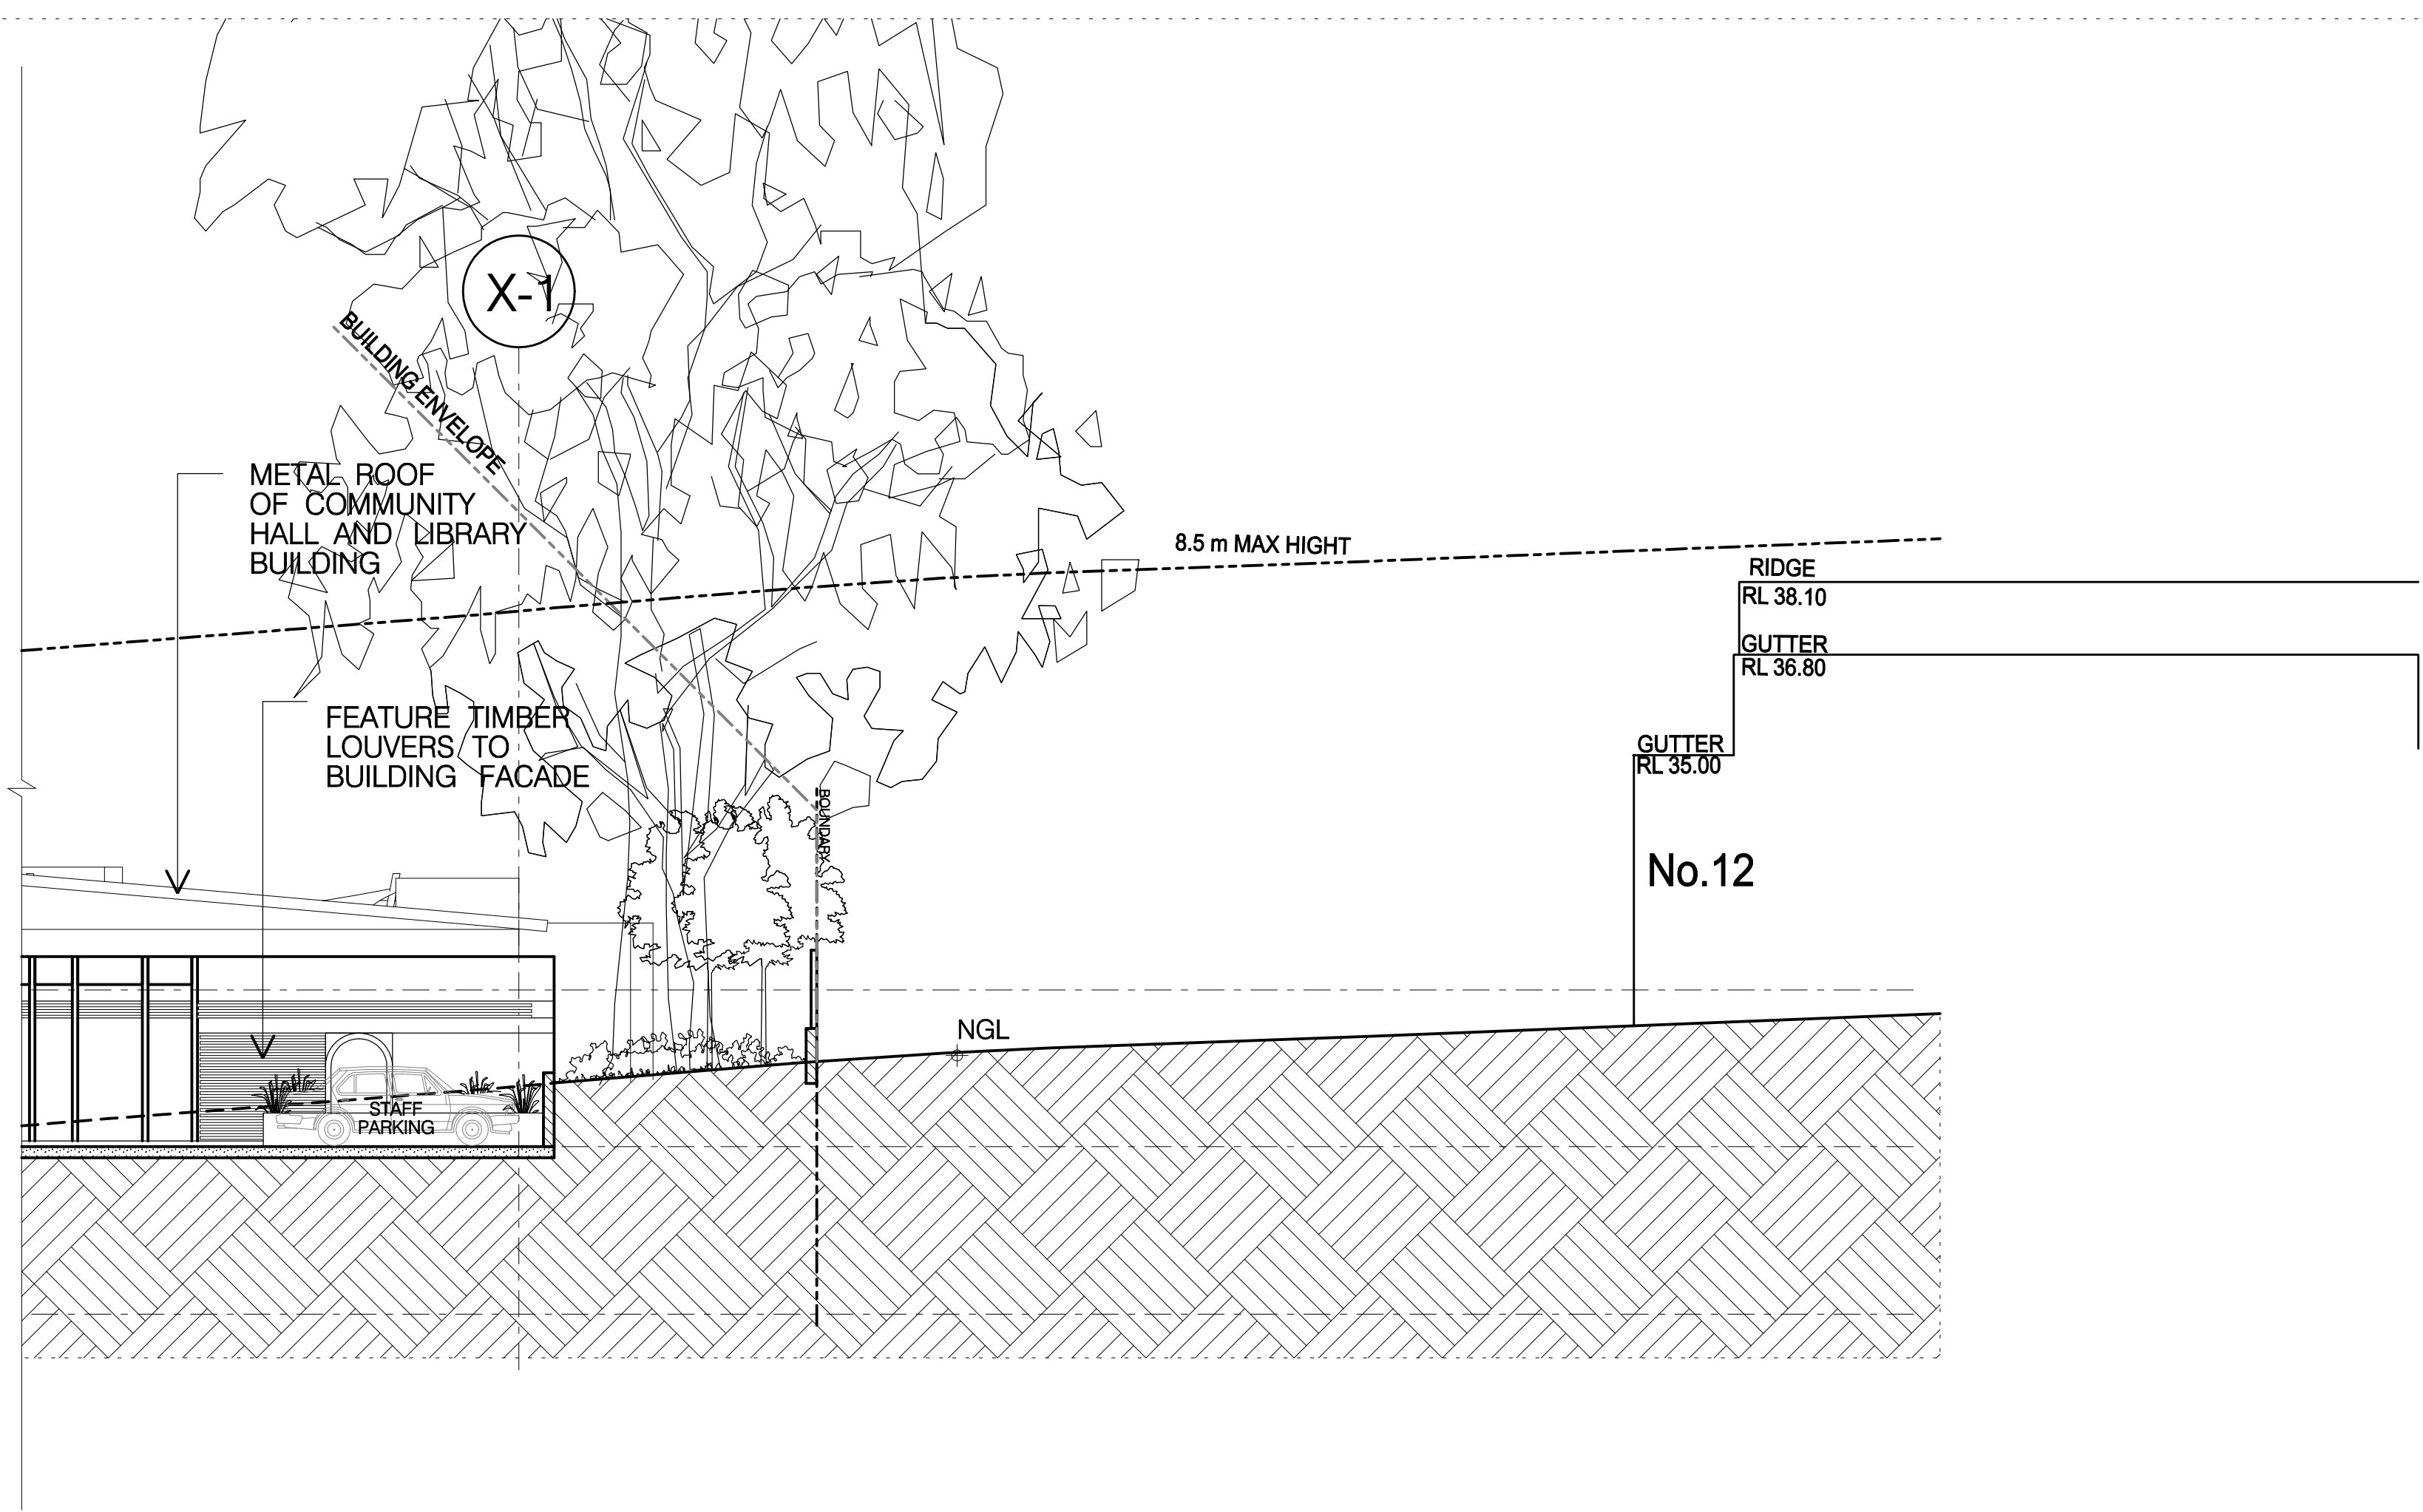 X-1
BUILDING ENVELOPE
METAL ROOF
OF COMMUNITY
HALL AND LIBRARY
BUILDING
8.5 m MAX HIGHT
RIDGE
RL 38.10
GUTTER
RL 36.80
FEATURE TIMBER
LOUVERS TO
BUILDING FACADE
GUTTER
RL 35.00
BOUNDARY
No.12
NGL
STAFF
PARKING